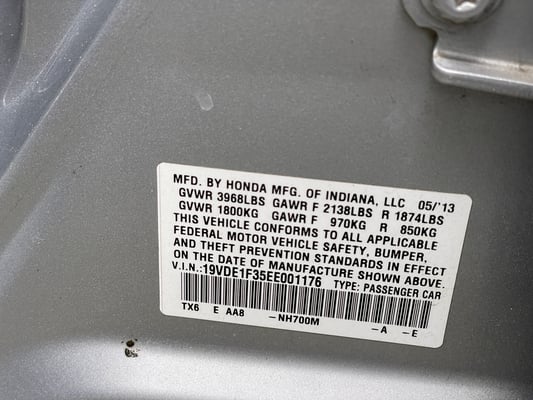 MFD. BY HONDA MFG. OF INDIANA, LLC 05/'13
GVWR 3968LBS GAWR F 2138LBS R 1874LBS
GVWR 1800KG GAWR F 970KG R 850KG
THIS VEHICLE CONFORMS TO ALL APPLICABLE
FEDERAL MOTOR VEHICLE SAFETY, BUMPER,
AND THEFT PREVENTION STANDARDS IN EFFECT
ON THE DATE OF MANUFACTURE SHOWN ABOVE.
V.I.N.:19VDE1F35EE001176 TYPE: PASSENGER CAR
TX6 E AA8 -NH700M -A -E